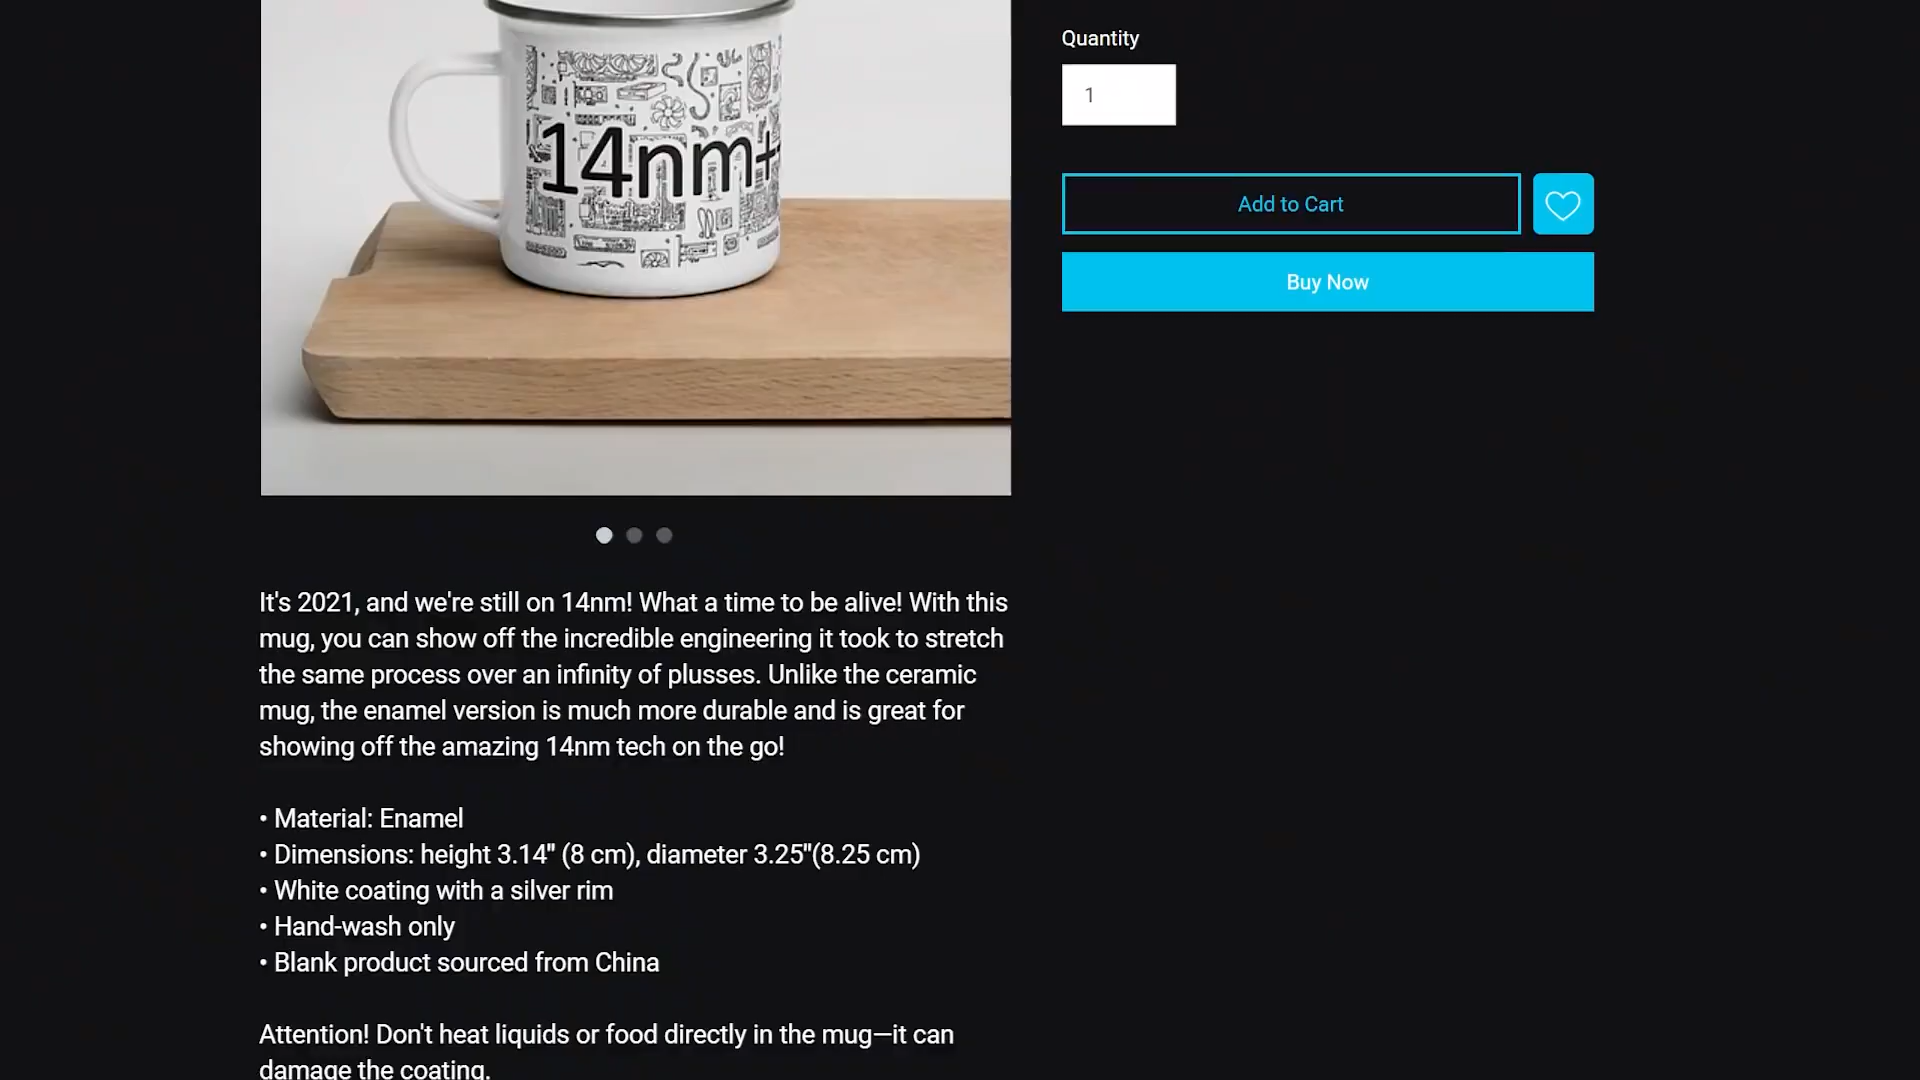 14nm+
Quantity
1
Add to Cart
Buy Now
It's 2021, and we're still on 14nm! What a time to be alive! With this
mug, you can show off the incredible engineering it took to stretch
the same process over an infinity of plusses. Unlike the ceramic
mug, the enamel version is much more durable and is great for
showing off the amazing 14nm tech on the go!
• Material: Enamel
• Dimensions: height 3.14" (8 cm), diameter 3.25"(8.25 cm)
• White coating with a silver rim
• Hand-wash only
• Blank product sourced from China
Attention! Don't heat liquids or food directly in the mug—it can
damage the coating.